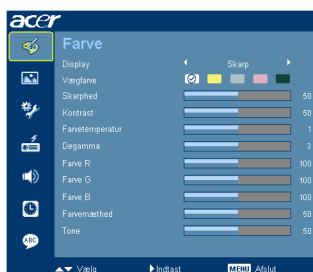 acer
Farve
Display Skarp
Vægfarve
Skarphed 50
Kontrast 50
Farvetemperatur 1
Degamma 3
Farve R 100
Farve G 100
Farve B 100
Farvemæthed 50
Tone 50
ABC
Vælg Indtast MENU Afslut